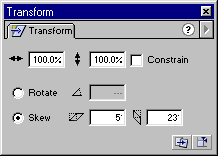 Transform
Transform ?
100.0% 100.0% Constrain
Rotate ---
Skew 5° 23°